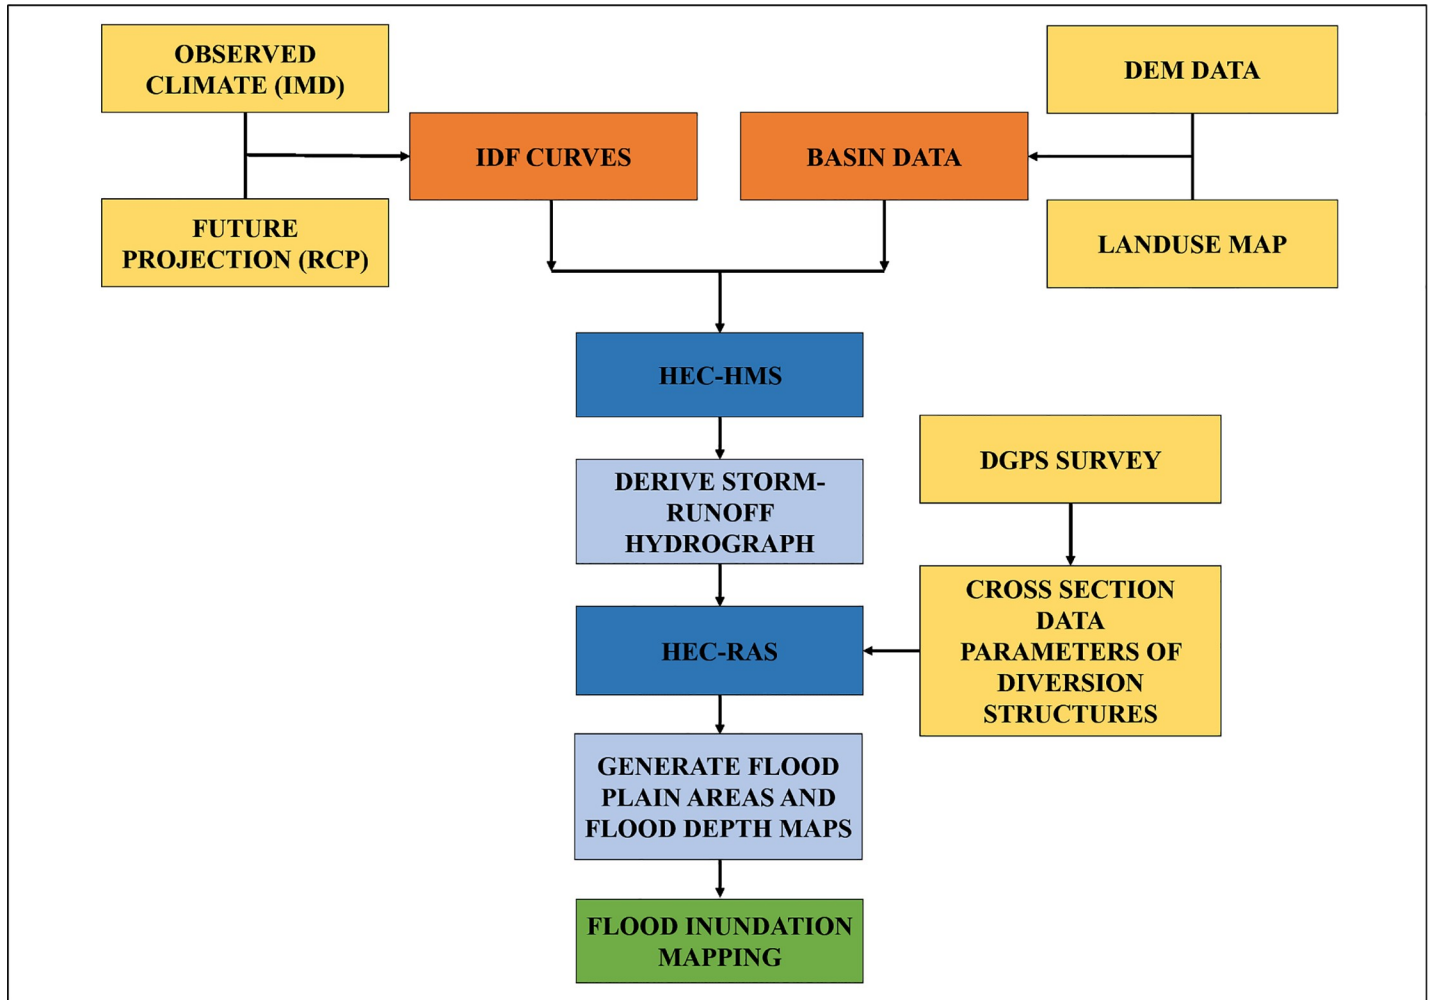 OBSERVED
CLIMATE (IMD)
DEM DATA
IDF CURVES
BASIN DATA
FUTURE
PROJECTION (RCP)
LANDUSE MAP
HEC-HMS
DERIVE STORM-
RUNOFF
HYDROGRAPH
DGPS SURVEY
HEC-RAS
CROSS SECTION
DATA
PARAMETERS OF
DIVERSION
STRUCTURES
GENERATE FLOOD
PLAIN AREAS AND
FLOOD DEPTH MAPS
FLOOD INUNDATION
MAPPING